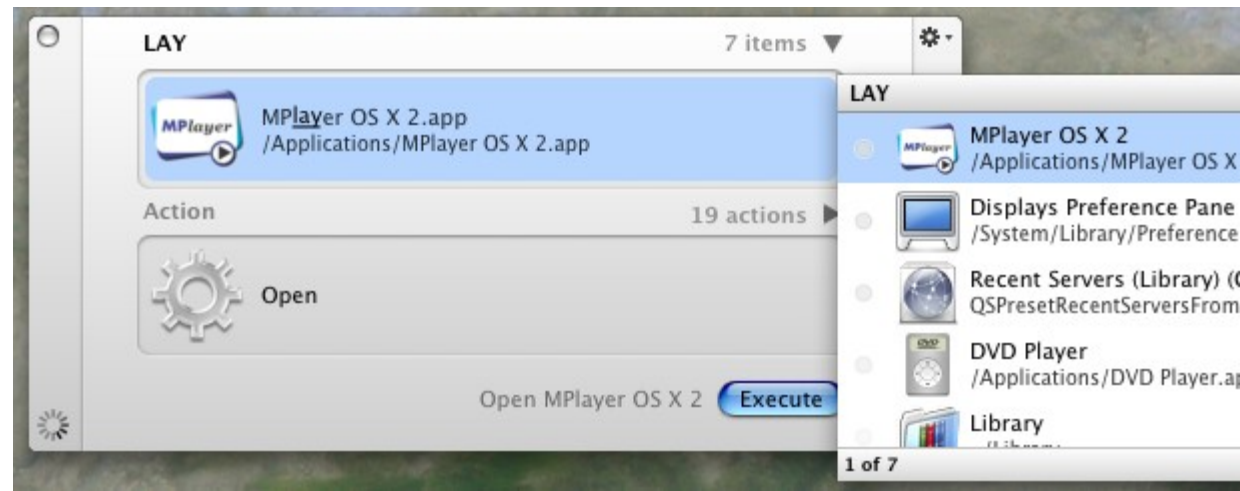 LAY
7 items
MPlayer
MPlayer OS X 2.app
/Applications/MPlayer OS X 2.app
Action
19 actions
Open
Open MPlayer OS X 2
Execute
LAY
MPlayer
MPlayer OS X 2
/Applications/MPlayer OS X
Displays Preference Pane
/System/Library/Preference
Recent Servers (Library) (
QSPresetRecentServersFrom
DVD
DVD Player
/Applications/DVD Player.ap
Library
1 of 7